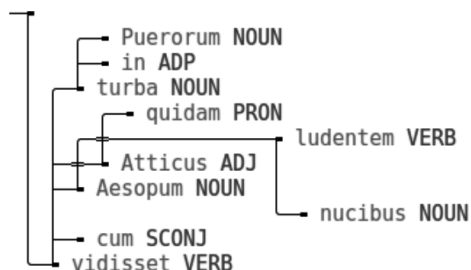 Puerorum NOUN
in ADP
turba NOUN
quidam PRON
ludentem VERB
Atticus ADJ
Aesopum NOUN
nucibus NOUN
cum SCONJ
vidisset VERB